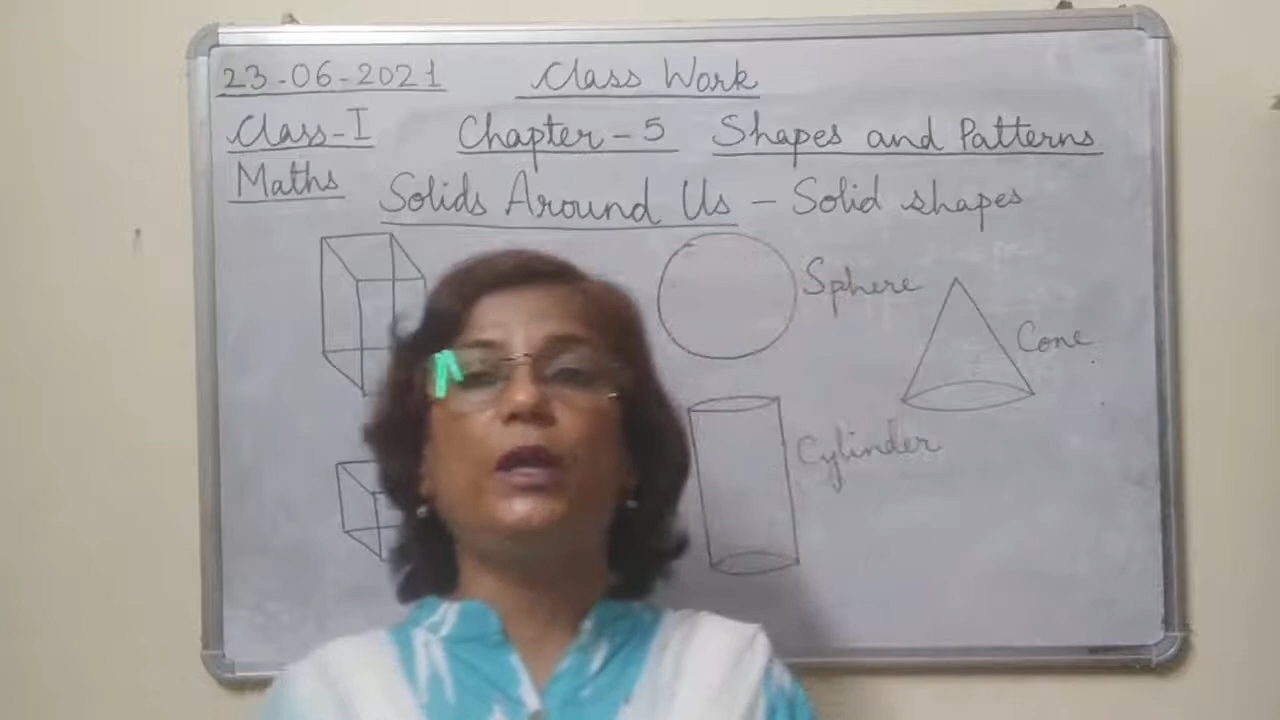 23-06-2021 Class Work
Class-I Chapter-5 Shapes and Patterns
Maths Solids Around Us - Solid shapes
Sphere
Cone
Cylinder